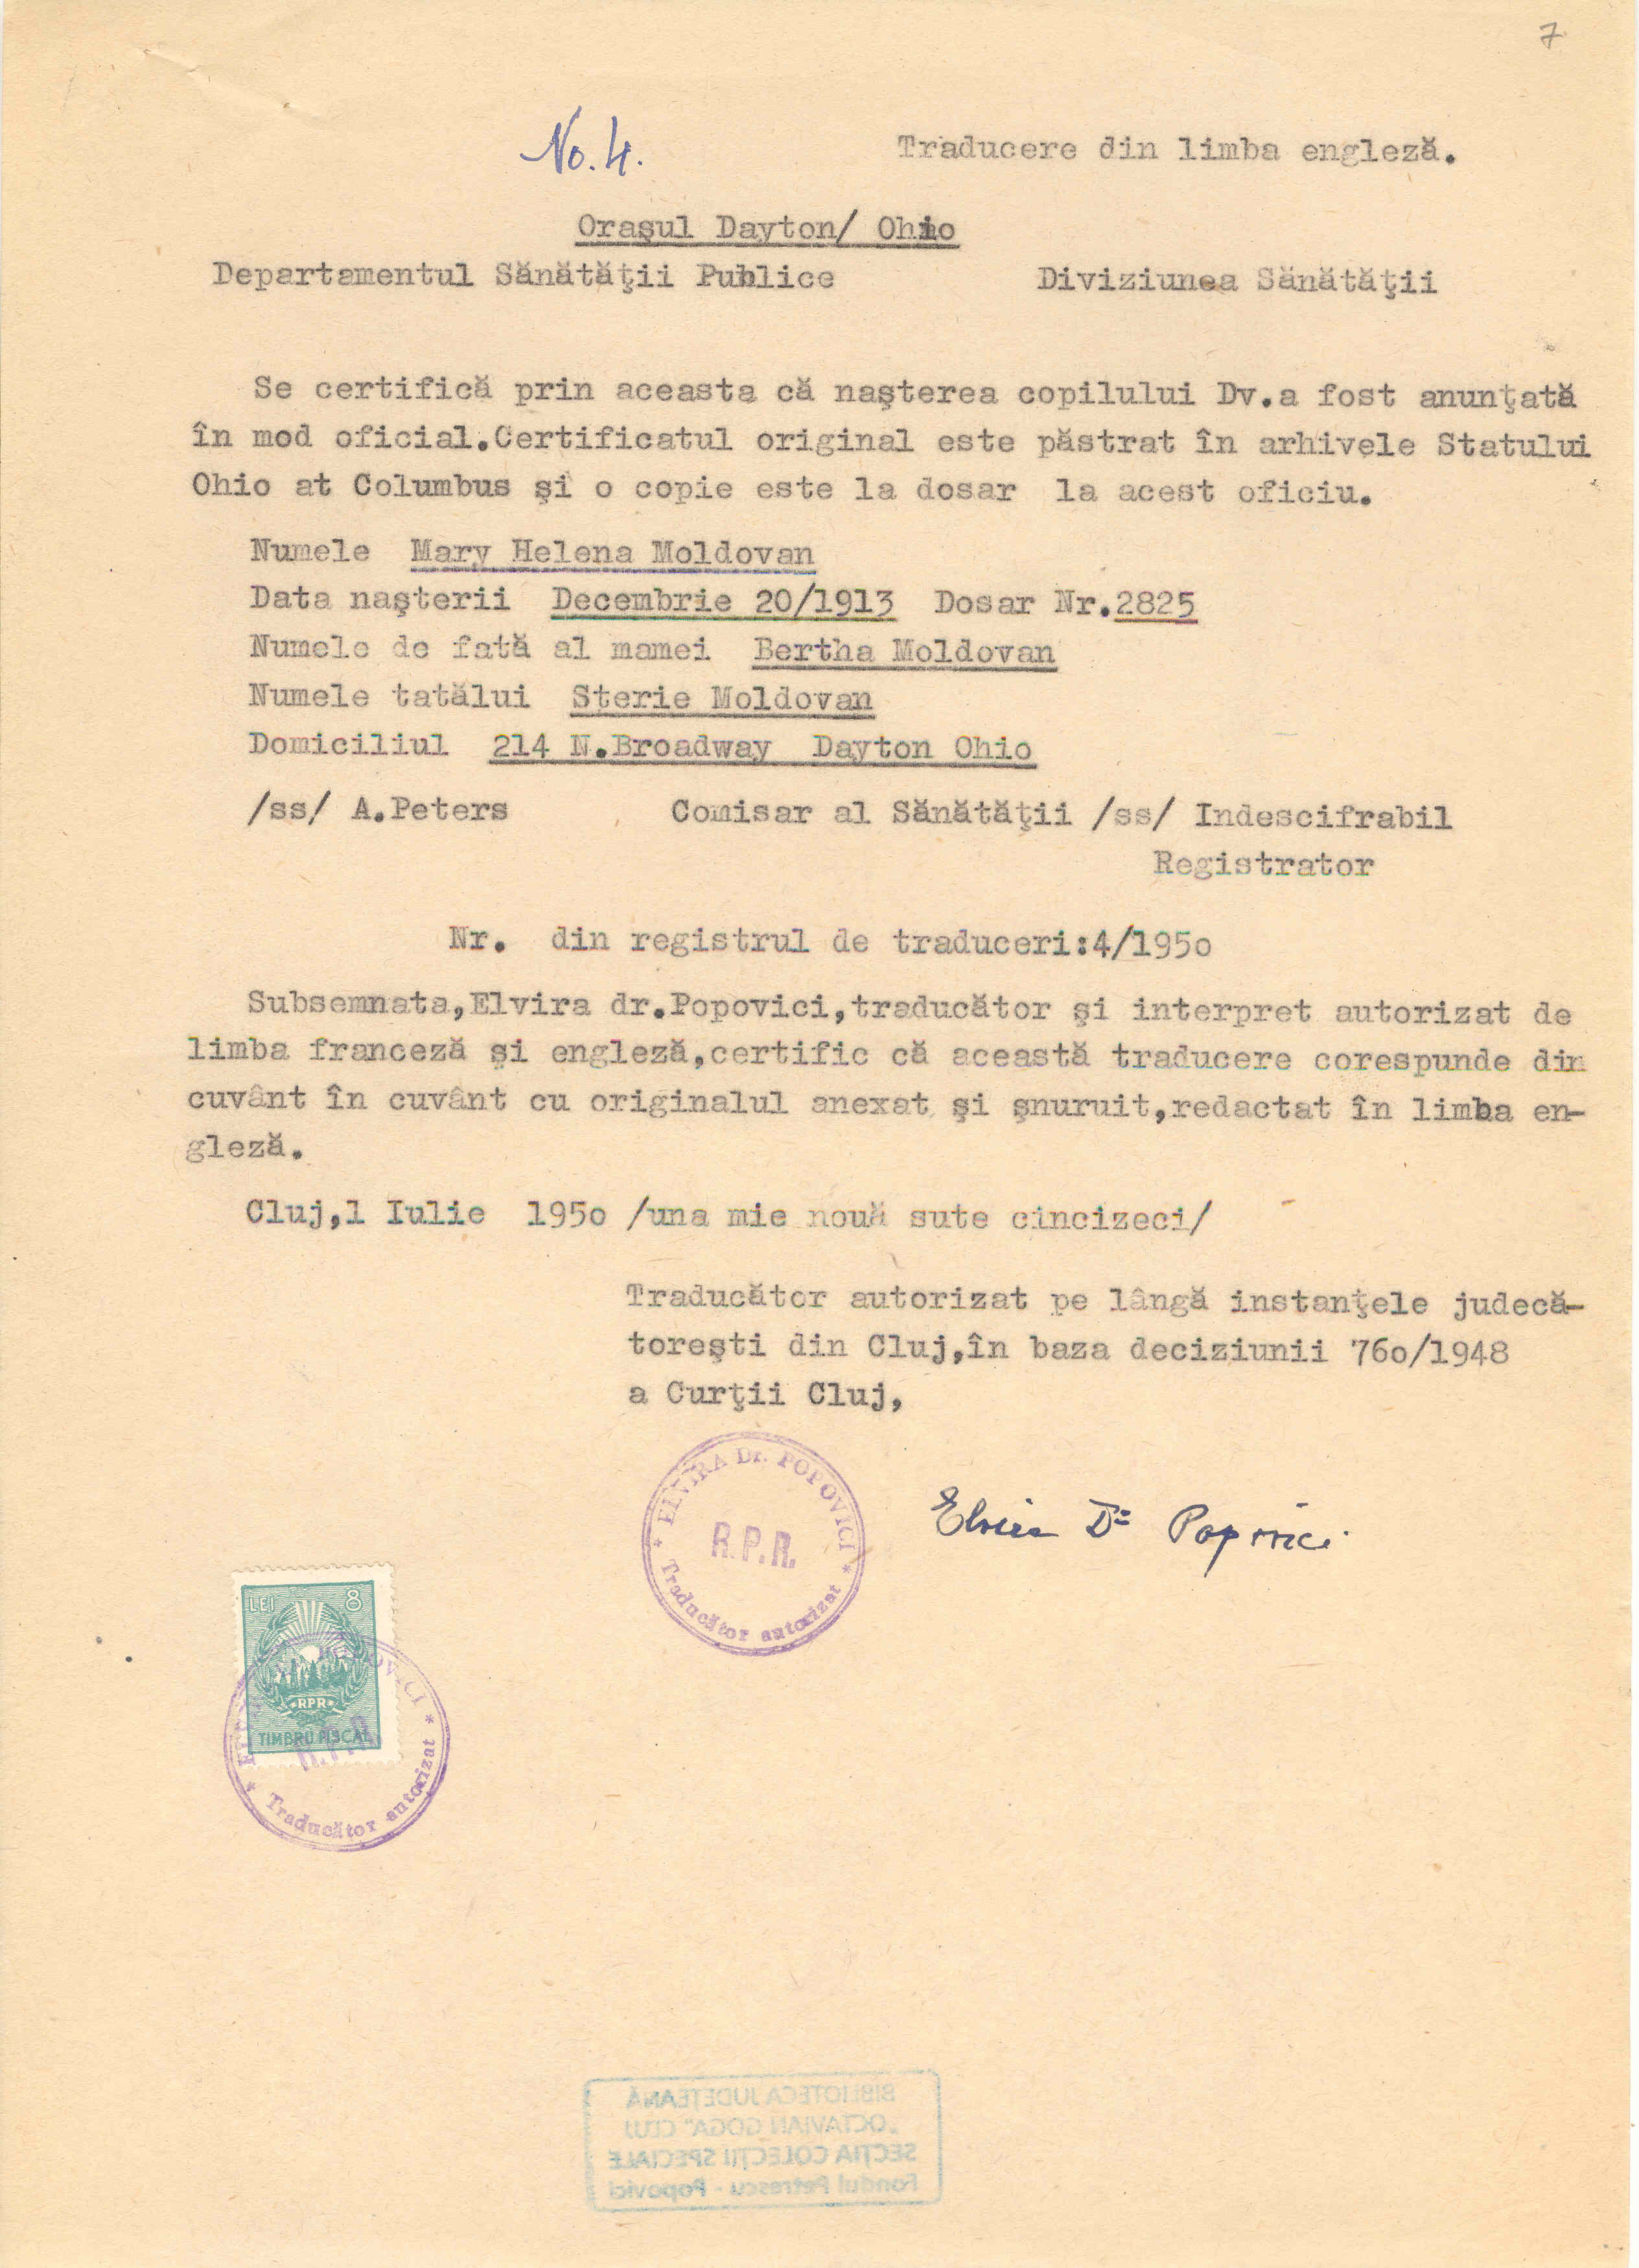 7
No. 4.
Traducere din limba engleză.
Oraşul Dayton/ Ohio
Departamentul Sănătăţii Publice Diviziunea Sănătăţii
Se certifică prin aceasta că naşterea copilului Dv.a fost anunţată
în mod oficial.Certificatul original este păstrat în arhivele Statului
Ohio at Columbus şi o copie este la dosar la acest oficiu.
Numele Mary Helena Moldovan
Data naşterii Decembrie 20/1913 Dosar Nr.2825
Numele de fată al mamei Bertha Moldovan
Numele tatălui Sterie Moldovan
Domiciliul 214 N.Broadway Dayton Ohio
/ss/ A.Peters Comisar al Sănătăţii /ss/ Indescifrabil
Registrator
Nr. din registrul de traduceri:4/195o
Subsemnata,Elvira dr.Popovici,traducător şi interpret autorizat de
limba franceză şi engleză,certific că această traducere corespunde din
cuvânt în cuvânt cu originalul anexat şi şnuruit,redactat în limba en-
gleză.
Cluj,1 Iulie 195o /una mie nouă sute cincizeci/
Traducător autorizat pe lângă instanţele judecă-
toreşti din Cluj,în baza deciziunii 76o/1948
a Curţii Cluj,
* ELVIRA Dr. POPOVICI *
R.P.R.
Traducător autorizat
Elvira Dr Popovici
LEI 8
RPR
TIMBRU FISCAL
R.P.R
* Traducător autorizat *
BIBLIOTECA JUDEŢEANĂ
„OCTAVIAN GOGA" CLUJ
SECŢIA COLECŢII SPECIALE
Fondul Petrescu - Popovici